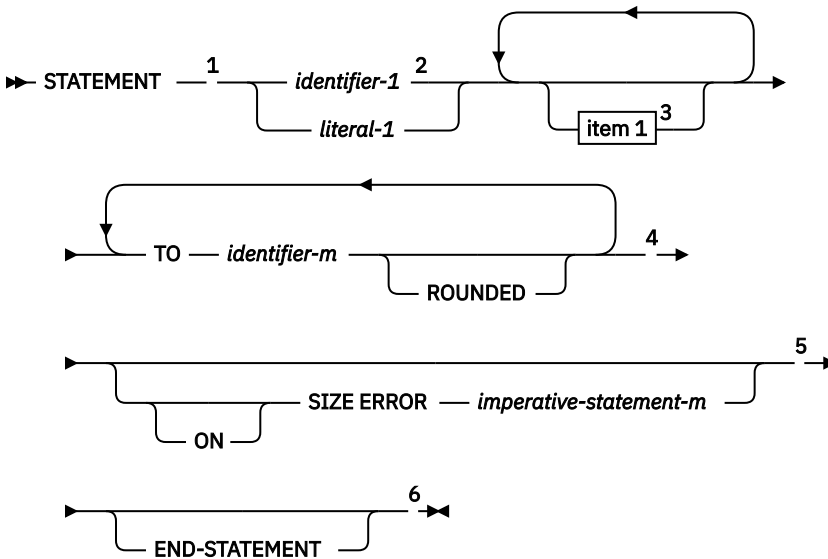 STATEMENT 1 identifier-1 2
literal-1
item 1 3
TO identifier-m 4
ROUNDED
5
SIZE ERROR imperative-statement-m
ON
6
END-STATEMENT